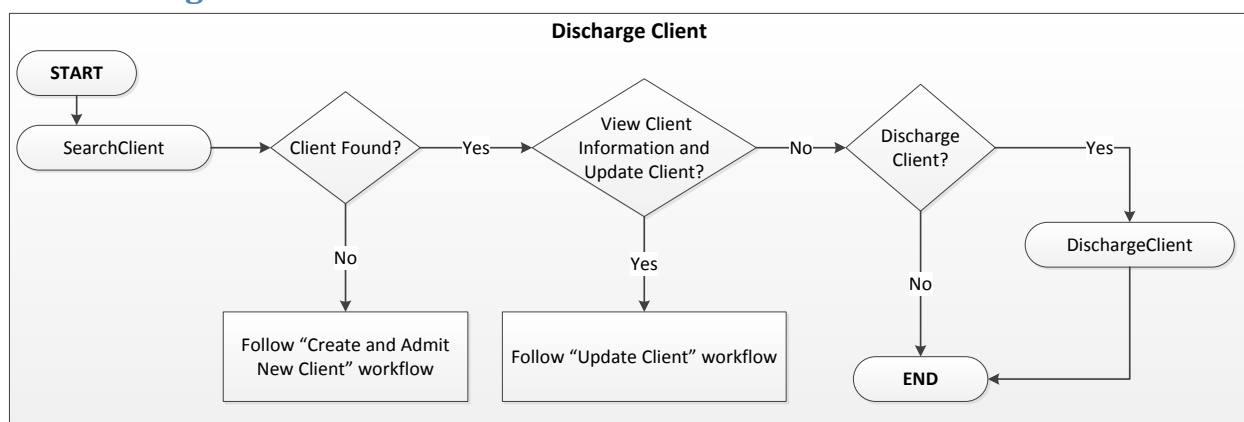 Discharge Client
START
SearchClient
Client Found?
Yes
View Client
Information and
Update Client?
No
Discharge
Client?
Yes
DischargeClient
No
Yes
No
Follow “Create and Admit
New Client” workflow
Follow “Update Client” workflow
END